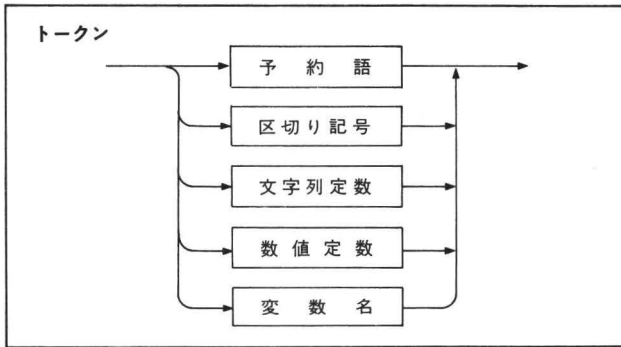 トークン
予約語
区切り記号
文字列定数
数値定数
変数名